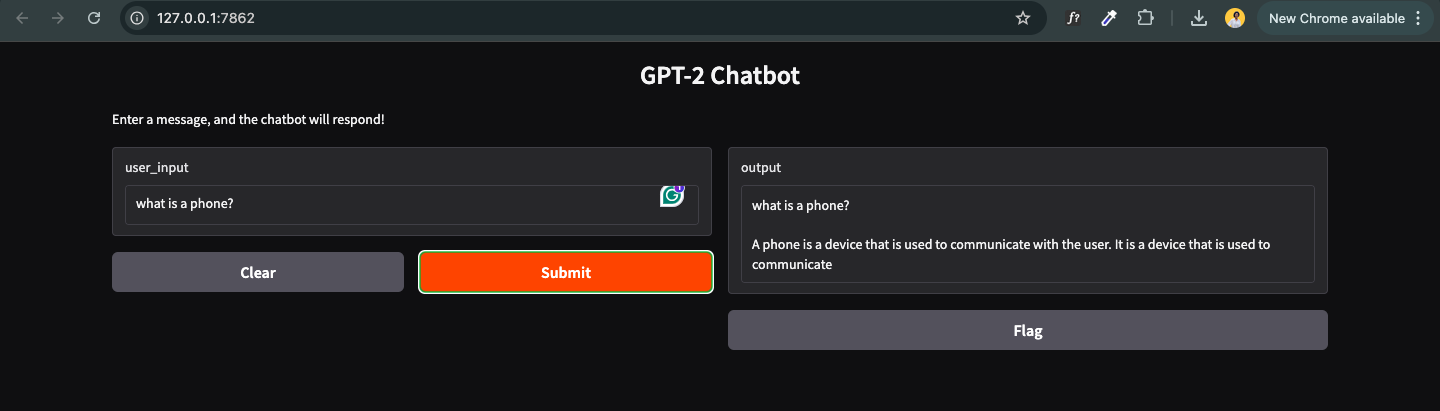 127.0.0.1:7862
New Chrome available
GPT-2 Chatbot
Enter a message, and the chatbot will respond!
user_input
what is a phone?
Clear
Submit
output
what is a phone?
A phone is a device that is used to communicate with the user. It is a device that is used to
communicate
Flag